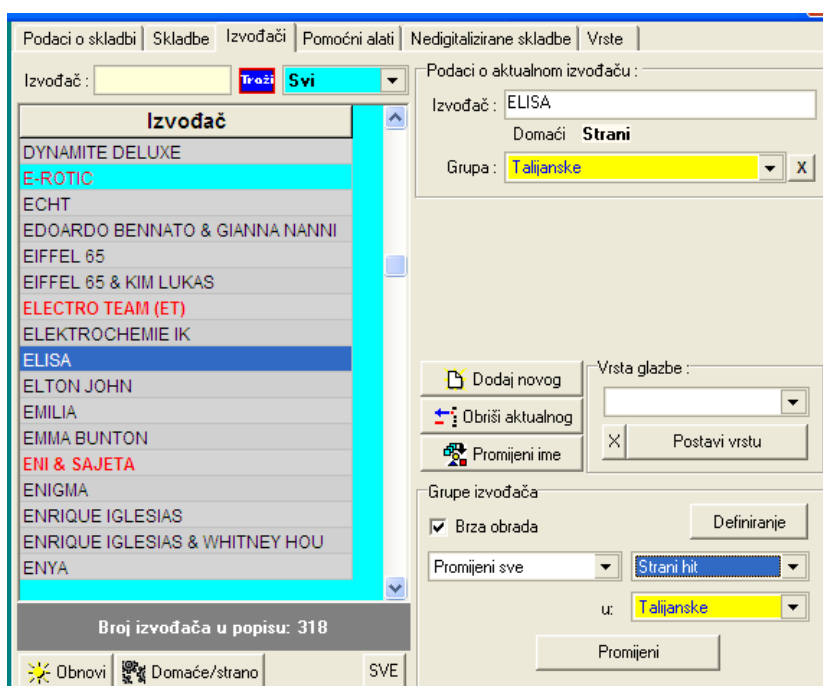 Podaci o skladbi
Skladbe
Izvođači
Pomoćni alati
Nedigitalizirane skladbe
Vrste
Izvođač :
Traži
Svi
Izvođač
DYNAMITE DELUXE
E-ROTIC
ECHT
EDOARDO BENNATO & GIANNA NANNI
EIFFEL 65
EIFFEL 65 & KIM LUKAS
ELECTRO TEAM (ET)
ELEKTROCHEMIE IK
ELISA
ELTON JOHN
EMILIA
EMMA BUNTON
ENI & SAJETA
ENIGMA
ENRIQUE IGLESIAS
ENRIQUE IGLESIAS & WHITNEY HOU
ENYA
Broj izvođača u popisu: 318
Obnovi
Domaće/strano
SVE
Podaci o aktualnom izvođaču :
Izvođač : ELISA
Domaći Strani
Grupa : Talijanske X
Dodaj novog
Obriši aktualnog
Promijeni ime
Vrsta glazbe :
X Postavi vrstu
Grupe izvođača
Brza obrada
Definiranje
Promijeni sve
Strani hit
u: Talijanske
Promijeni